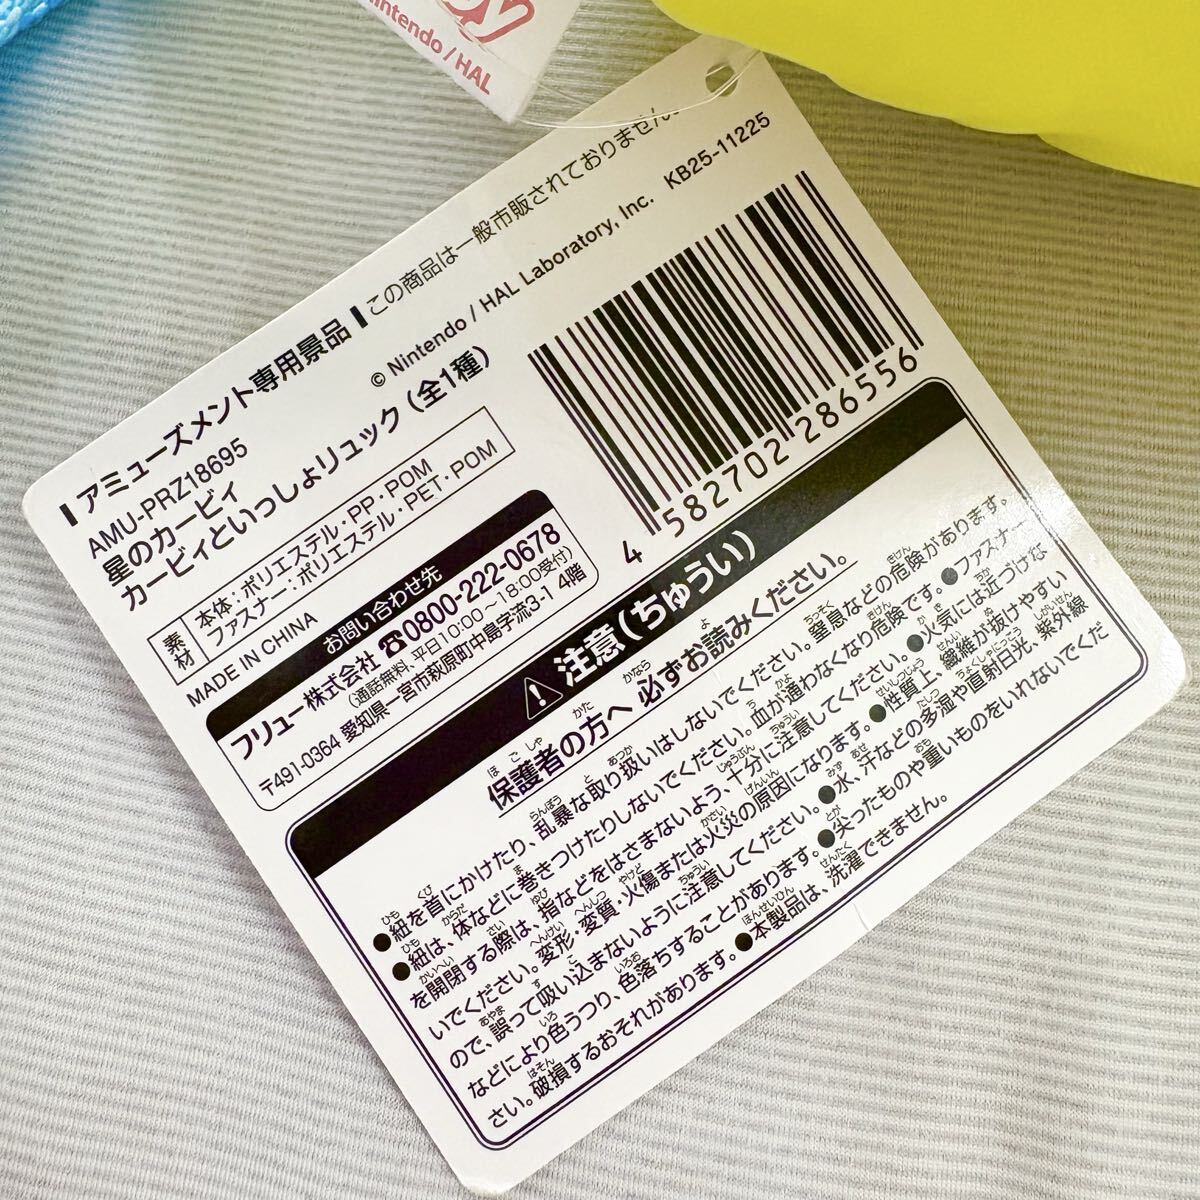 Nintendo / HAL
アミューズメント専用景品 この商品は一般市販されておりません。
AMU-PRZ18695
© Nintendo / HAL Laboratory, Inc. KB25-11225
星のカービィ
カービィといっしょリュック(全1種)
素材
本体:ポリエステル・PP・POM
ファスナー:ポリエステル・PET・POM
MADE IN CHINA
お問い合わせ先
フリュー株式会社 ☎0800-222-0678
(通話無料、平日10:00~18:00受付)
〒491-0364 愛知県一宮市萩原町中島字流3-1 4階
4 582702 286556
注意(ちゅうい)
保護者の方へ 必ずお読みください。
●紐を首にかけたり、乱暴な取り扱いはしないでください。窒息などの危険があります。
●紐は、体などに巻きつけたりしないでください。血が通わなくなり危険です。●ファスナー
を開閉する際は、指などをはさまないよう、十分に注意してください。●火気には近づけな
いでください。変形・変質・火傷または火災の原因になります。●性質上、繊維が抜けやすい
ので、誤って吸い込まないように注意してください。●水、汗などの多湿や直射日光、紫外線
などにより色うつり、色落ちすることがあります。●尖ったものや重いものをいれないでくだ
さい。破損するおそれがあります。●本製品は、洗濯できません。